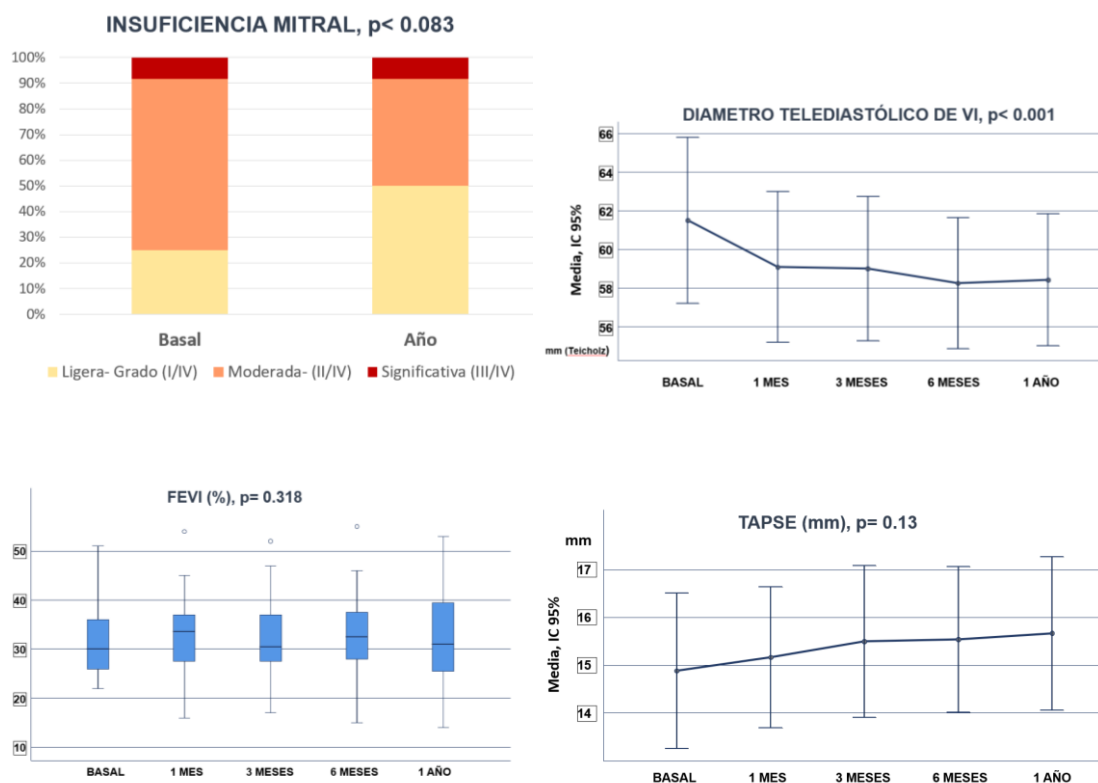 INSUFICIENCIA MITRAL, p< 0.083
100%
90%
80%
70%
60%
50%
40%
30%
20%
10%
0%
Basal Año
Ligera- Grado (I/IV) Moderada- (II/IV) Significativa (III/IV)
DIAMETRO TELEDIASTÓLICO DE VI, p< 0.001
Media, IC 95%
66
64
62
60
58
56
mm (Teicholz)
BASAL 1 MES 3 MESES 6 MESES 1 AÑO
FEVI (%), p= 0.318
50
40
30
20
10
BASAL 1 MES 3 MESES 6 MESES 1 AÑO
TAPSE (mm), p= 0.13
mm
Media, IC 95%
17
16
15
14
BASAL 1 MES 3 MESES 6 MESES 1 AÑO